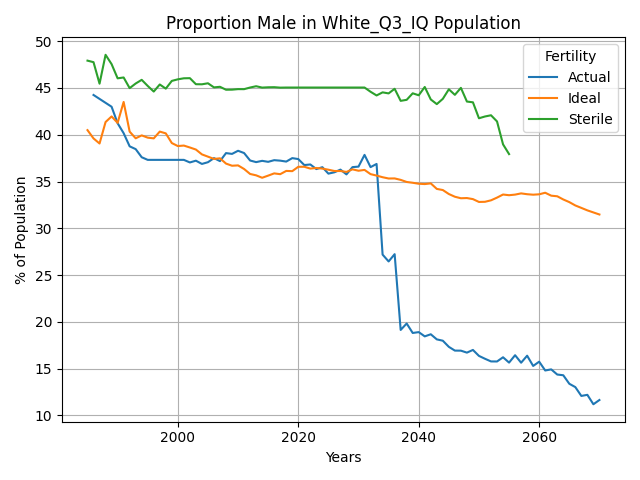 Proportion Male in White_Q3_IQ Population
% of Population
50
45
40
35
30
25
20
15
10
Fertility
Actual
Ideal
Sterile
2000
2020
2040
2060
Years